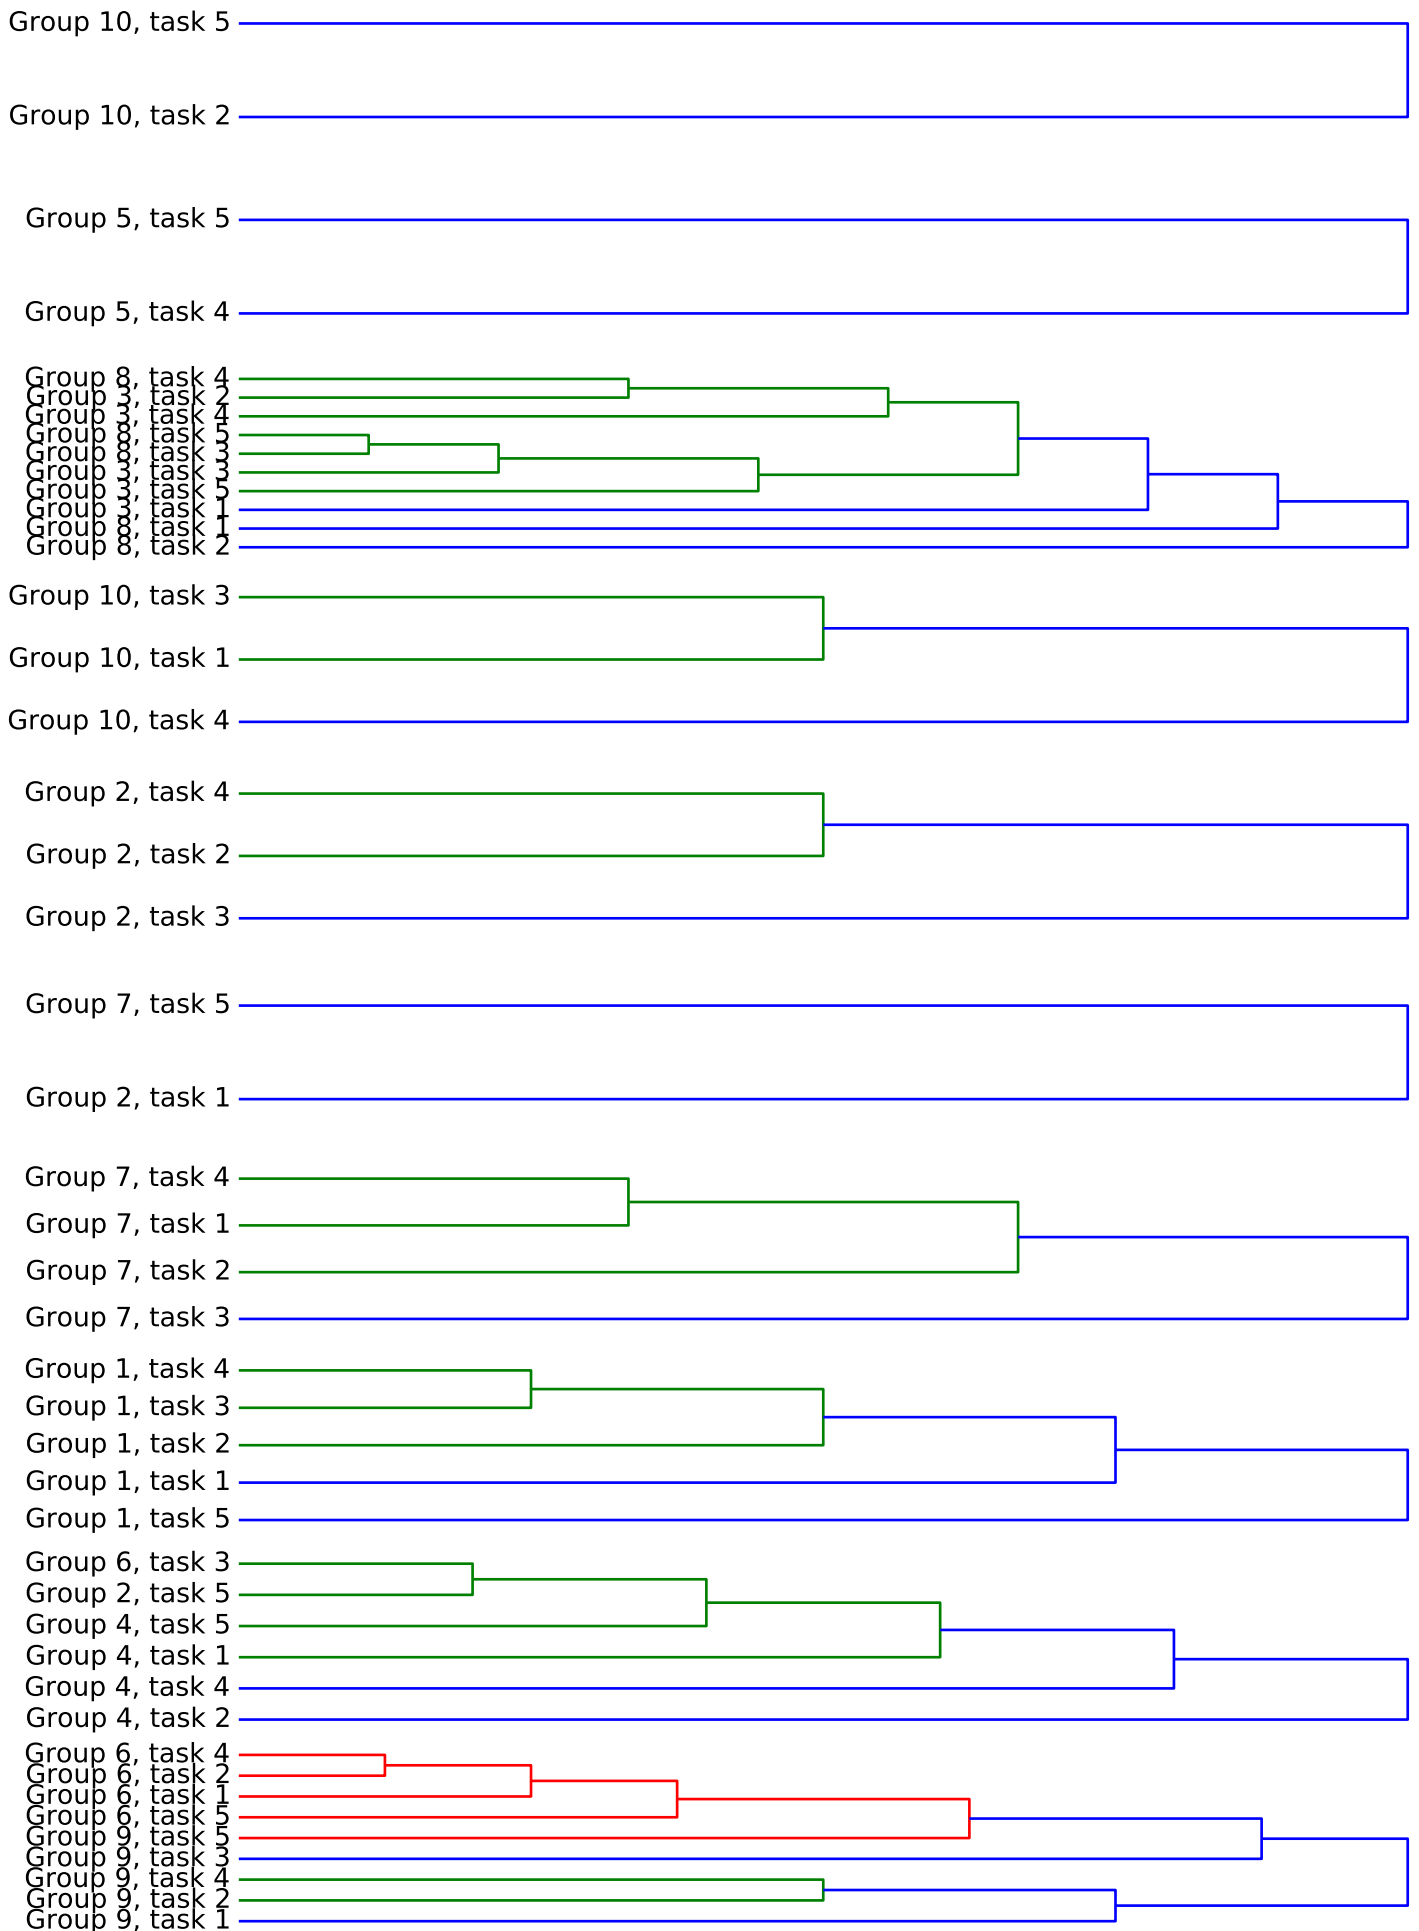 Group 10, task 5
Group 10, task 2
Group 5, task 5
Group 5, task 4
Group 8, task 4
Group 3, task 2
Group 3, task 4
Group 8, task 5
Group 8, task 3
Group 3, task 3
Group 3, task 5
Group 3, task 1
Group 8, task 1
Group 8, task 2
Group 10, task 3
Group 10, task 1
Group 10, task 4
Group 2, task 4
Group 2, task 2
Group 2, task 3
Group 7, task 5
Group 2, task 1
Group 7, task 4
Group 7, task 1
Group 7, task 2
Group 7, task 3
Group 1, task 4
Group 1, task 3
Group 1, task 2
Group 1, task 1
Group 1, task 5
Group 6, task 3
Group 2, task 5
Group 4, task 5
Group 4, task 1
Group 4, task 4
Group 4, task 2
Group 6, task 4
Group 6, task 2
Group 6, task 1
Group 6, task 5
Group 9, task 5
Group 9, task 3
Group 9, task 4
Group 9, task 2
Group 9, task 1